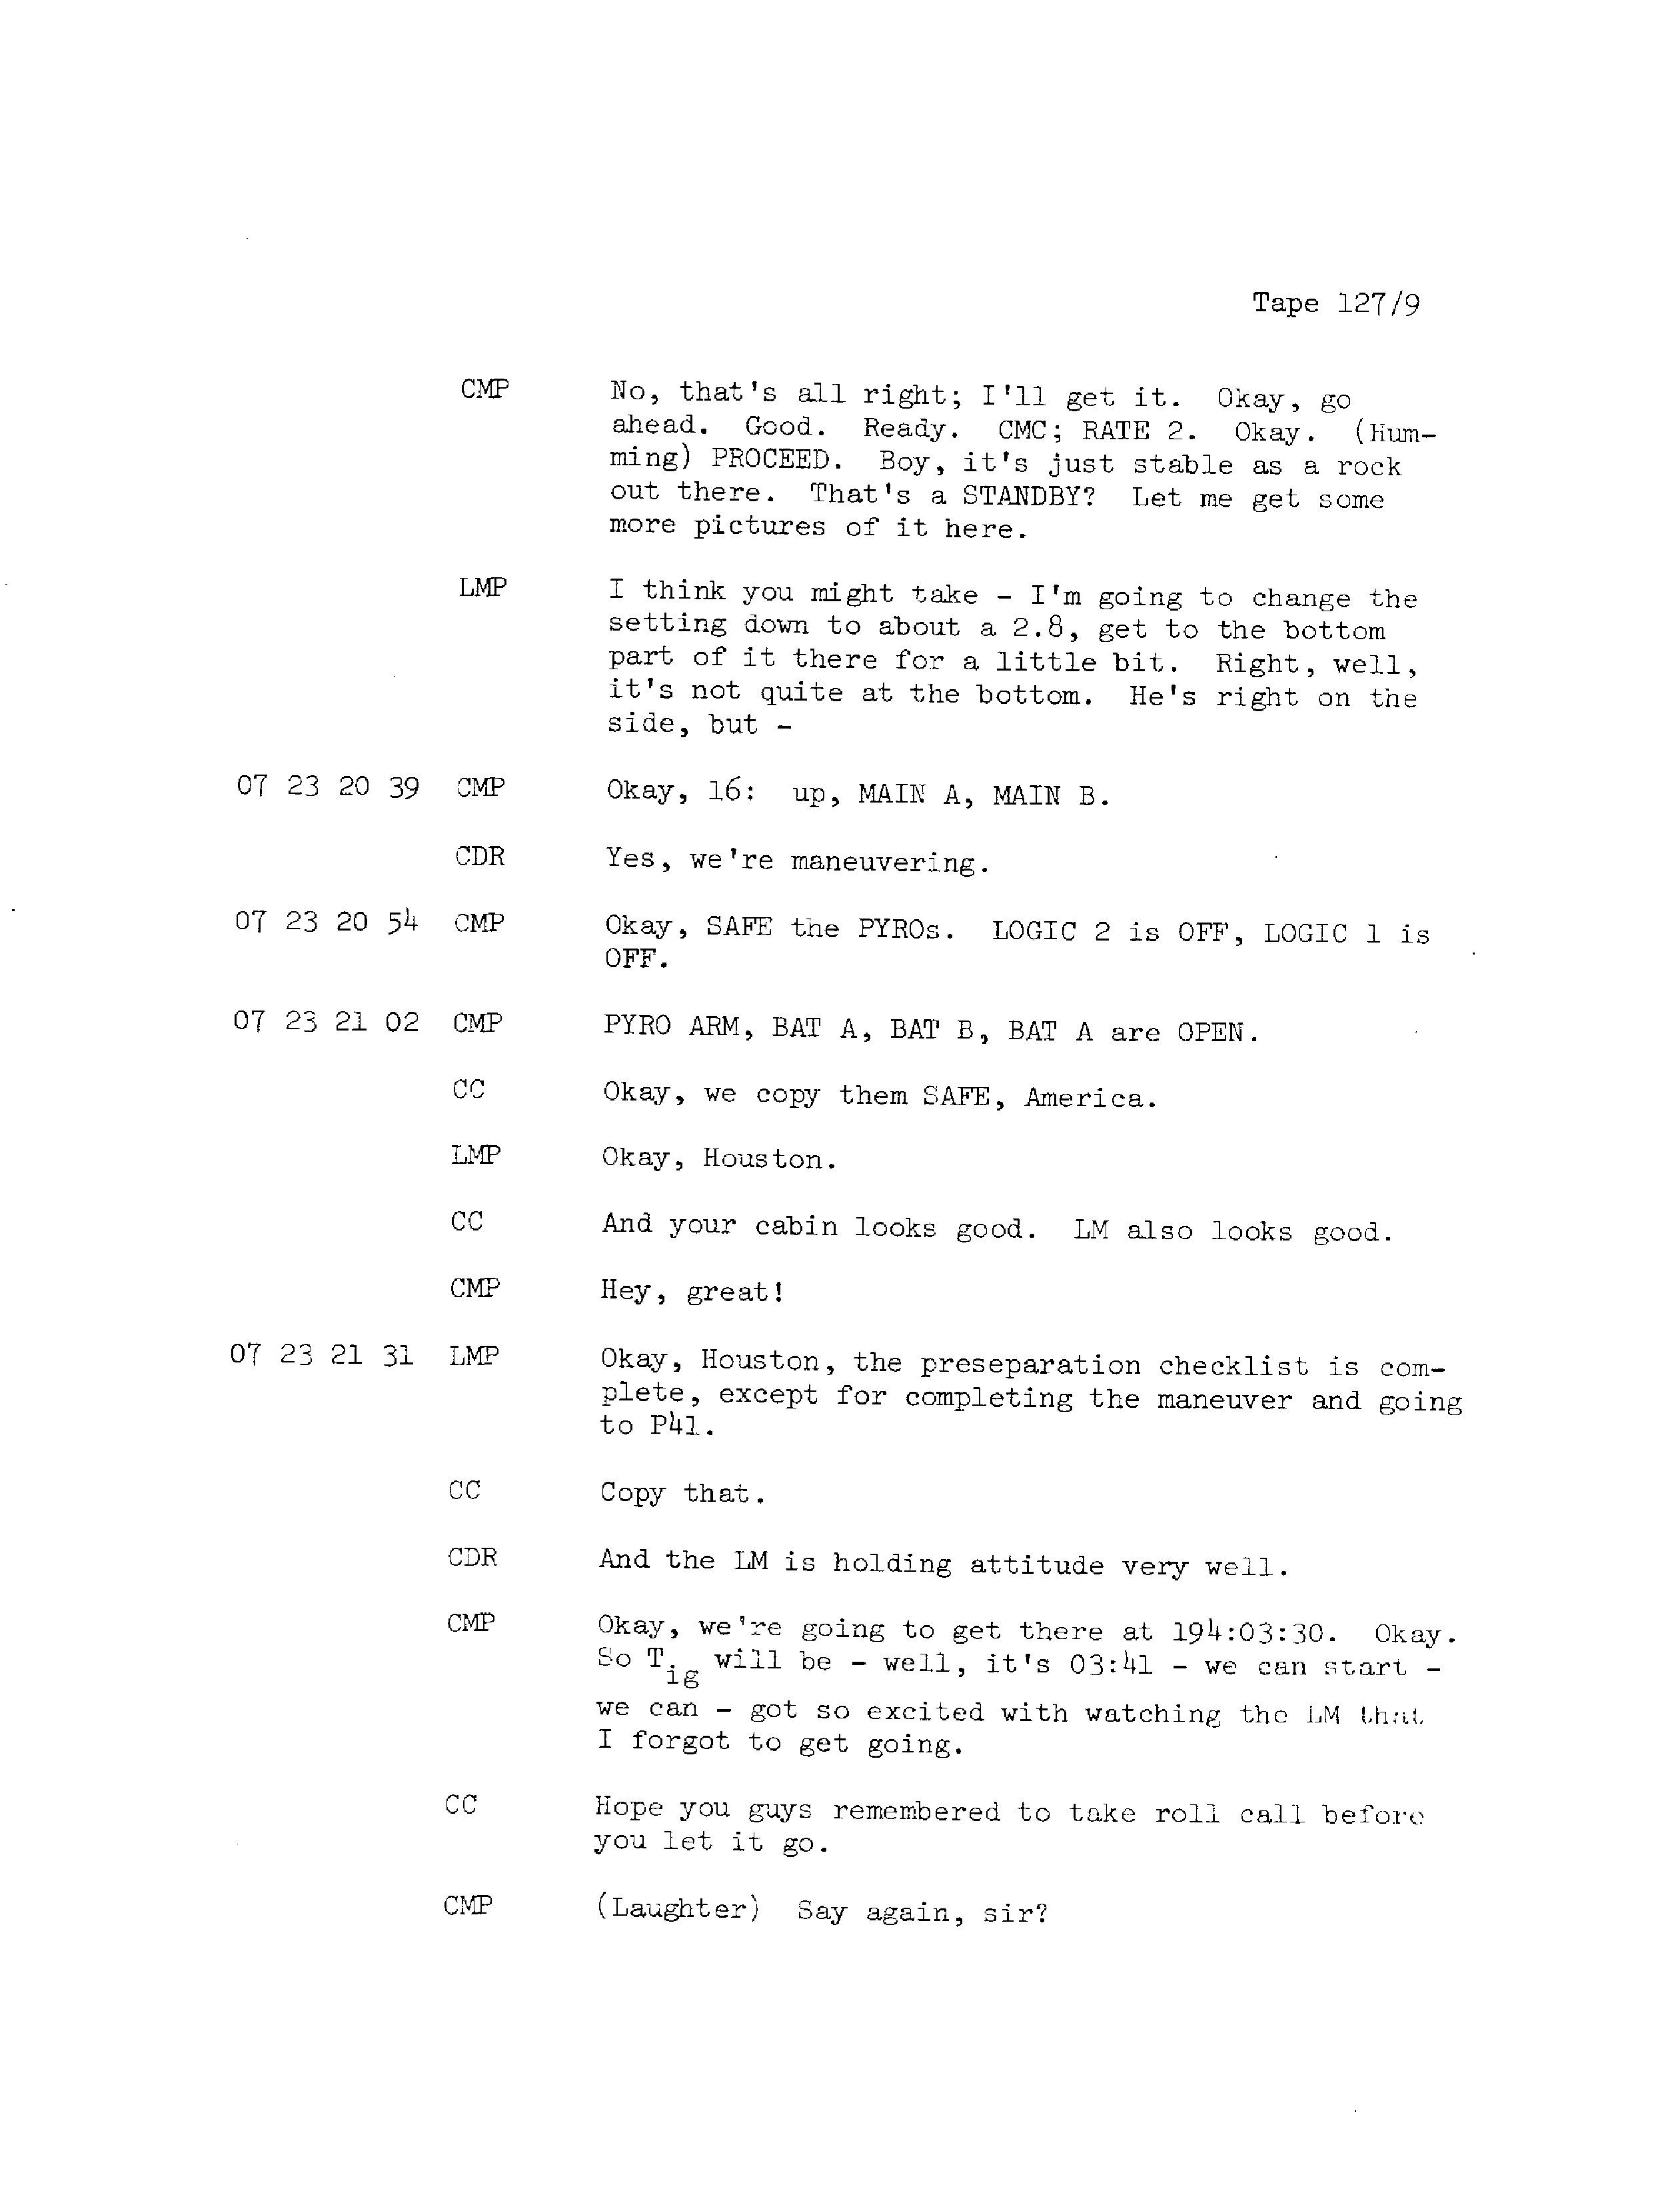 Tape 127/9
CMP No, that's all right; I'll get it. Okay, go
ahead. Good. Ready. CMC; RATE 2. Okay. (Hum-
ming) PROCEED. Boy, it's just stable as a rock
out there. That's a STANDBY? Let me get some
more pictures of it here.
LMP I think you might take - I'm going to change the
setting down to about a 2.8, get to the bottom
part of it there for a little bit. Right, well,
it's not quite at the bottom. He's right on the
side, but -
07 23 20 39 CMP Okay, 16: up, MAIN A, MAIN B.
CDR Yes, we're maneuvering.
07 23 20 54 CMP Okay, SAFE the PYROs. LOGIC 2 is OFF, LOGIC 1 is
OFF.
07 23 21 02 CMP PYRO ARM, BAT A, BAT B, BAT A are OPEN.
CC Okay, we copy them SAFE, America.
LMP Okay, Houston.
CC And your cabin looks good. LM also looks good.
CMP Hey, great!
07 23 21 31 LMP Okay, Houston, the preseparation checklist is com-
plete, except for completing the maneuver and going
to P41.
CC Copy that.
CDR And the LM is holding attitude very well.
CMP Okay, we're going to get there at 194:03:30. Okay.
So Tig will be - well, it's 03:41 - we can start -
we can - got so excited with watching the LM that
I forgot to get going.
CC Hope you guys remembered to take roll call before
you let it go.
CMP (Laughter) Say again, sir?